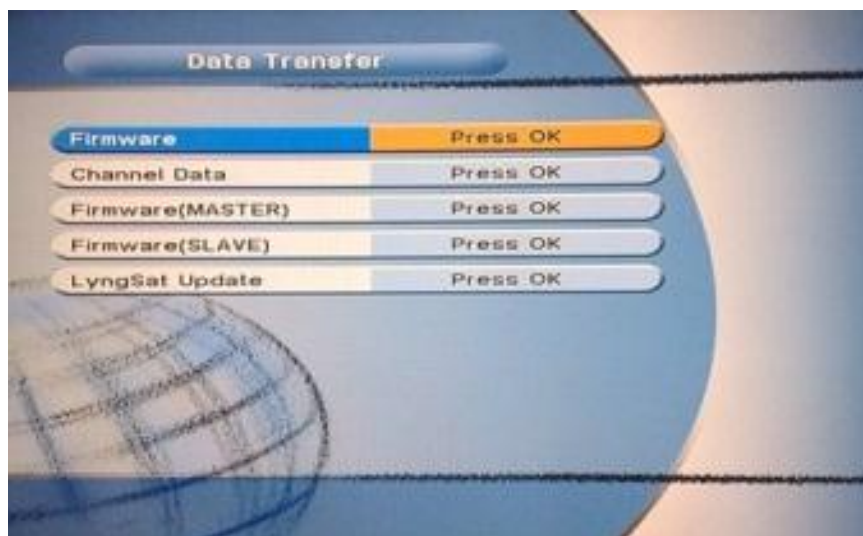 Data Transfer
Firmware Press OK
Channel Data Press OK
Firmware(MASTER) Press OK
Firmware(SLAVE) Press OK
LyngSat Update Press OK